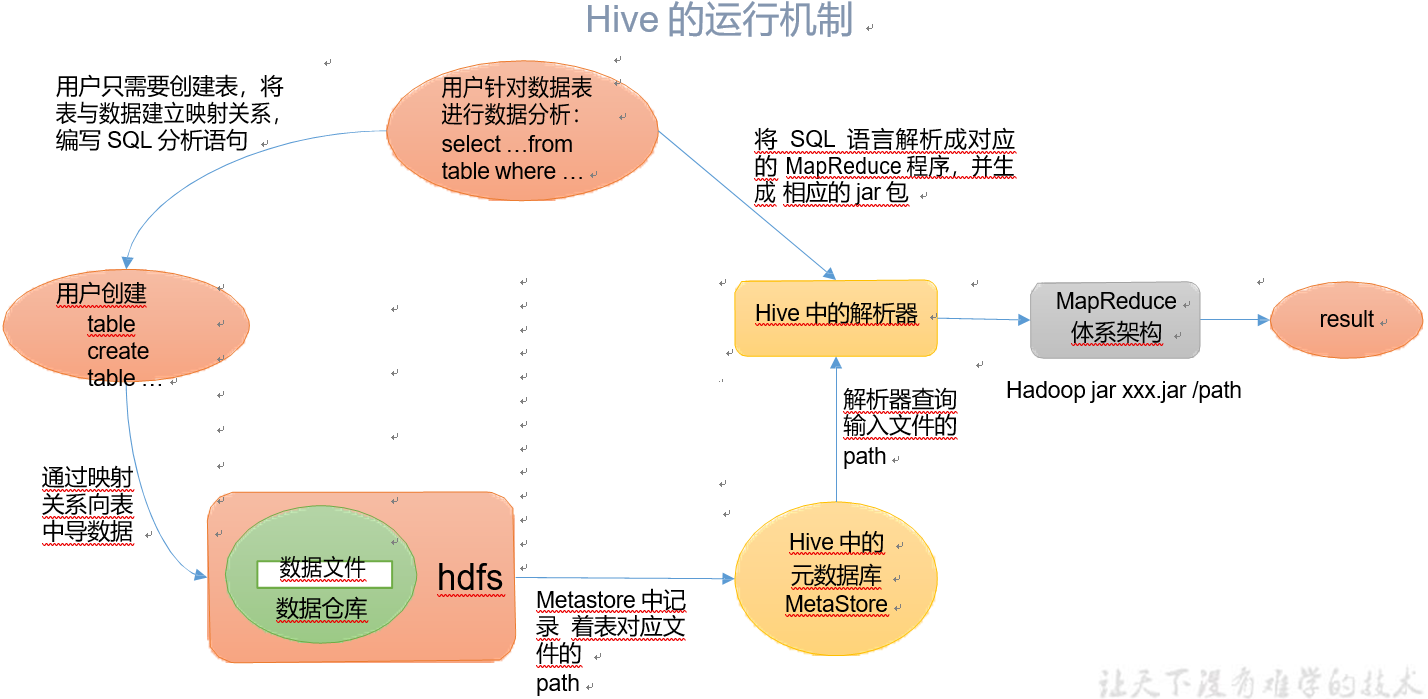 Hive 的运行机制
用户只需要创建表，将
表与数据建立映射关系，
编写 SQL 分析语句
用户针对数据表
进行数据分析：
select …from
table where …
将 SQL 语言解析成对应
的 MapReduce 程序，并生
成 相应的 jar 包
用户创建
table
create
table …
Hive 中的解析器
MapReduce
体系架构
result
Hadoop jar xxx.jar /path
解析器查询
输入文件的
path
通过映射
关系向表
中导数据
数据文件
数据仓库
hdfs
Metastore 中记
录 着表对应文
件的
path
Hive 中的
元数据库
MetaStore
让天下没有难学的技术